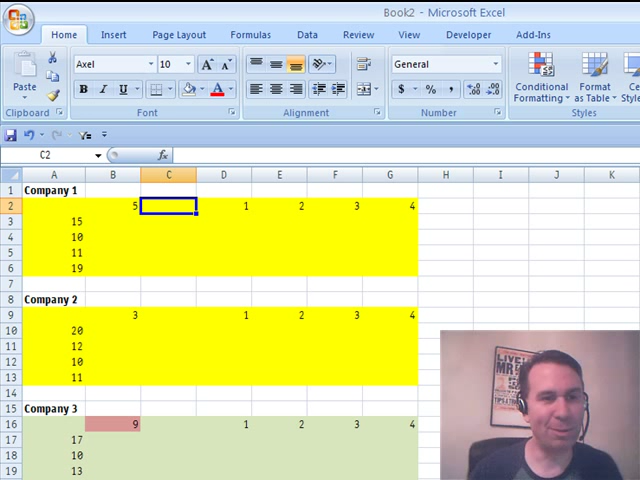 Book2 - Microsoft Excel
Home Insert Page Layout Formulas Data Review View Developer Add-Ins
Paste
Axel 10 A A
General
B I U
$ % ,
Conditional Formatting
Format as Table
Clipboard Font Alignment Number Styles
C2 fx
A B C D E F G H I J K
1 Company 1
2 5 1 2 3 4
3 15
4 10
5 11
6 19
7
8 Company 2
9 3 1 2 3 4
10 20
11 12
12 10
13 11
14
15 Company 3
16 9 1 2 3 4
17 17
18 10
19 13
LIVE
MR